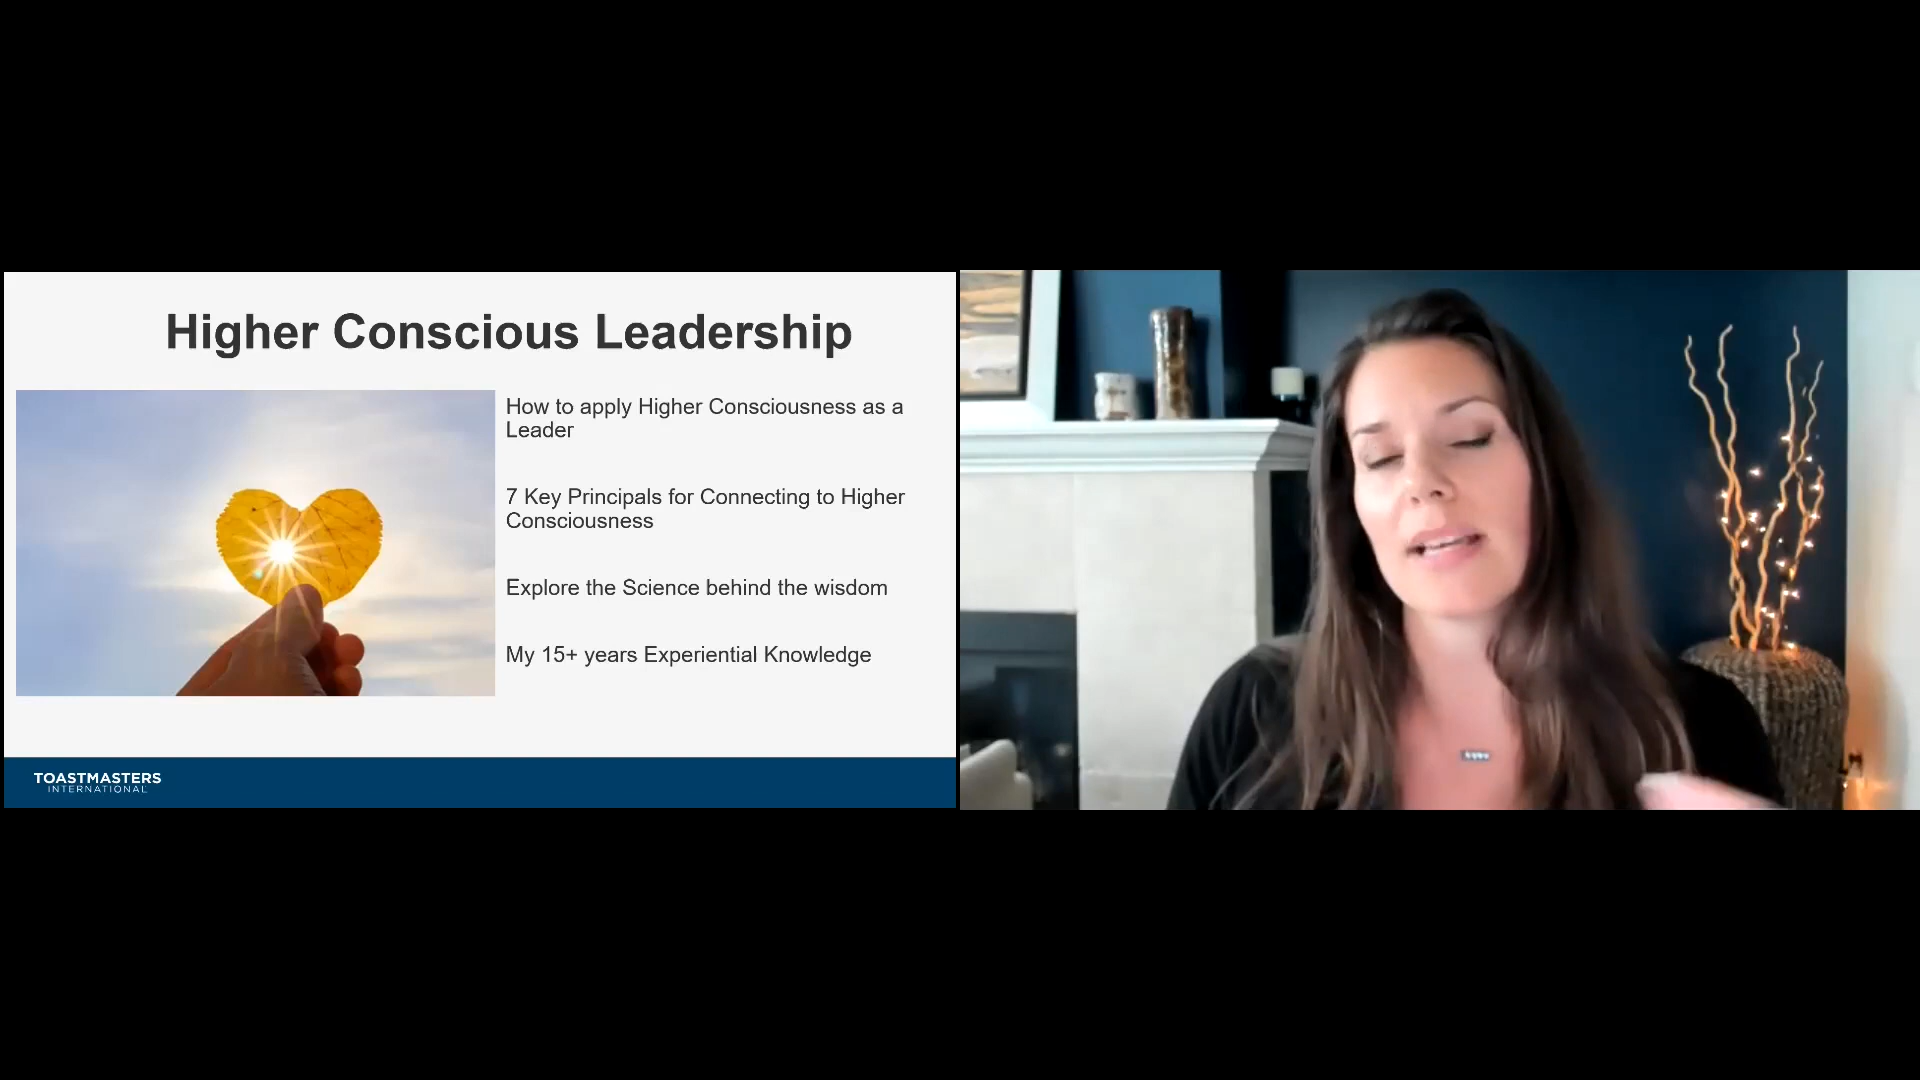 Higher Conscious Leadership
How to apply Higher Consciousness as a
Leader
7 Key Principals for Connecting to Higher
Consciousness
Explore the Science behind the wisdom
My 15+ years Experiential Knowledge
TOASTMASTERS
INTERNATIONAL